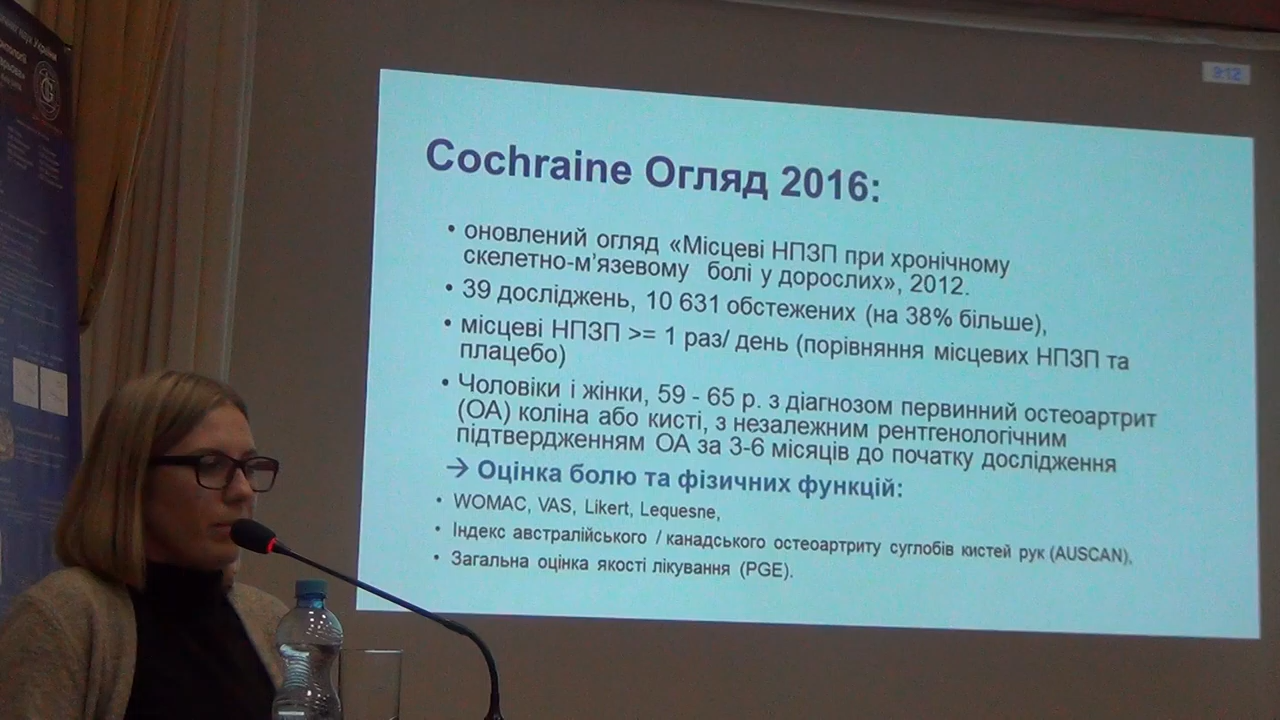 9:12
Cochraine Огляд 2016:
• оновлений огляд «Місцеві НПЗП при хронічному
скелетно-м’язевому болі у дорослих», 2012.
• 39 досліджень, 10 631 обстежених (на 38% більше),
• місцеві НПЗП >= 1 раз/ день (порівняння місцевих НПЗП та
плацебо)
• Чоловіки і жінки, 59 - 65 р. з діагнозом первинний остеоартрит
(ОА) коліна або кисті, з незалежним рентгенологічним
підтвердженням ОА за 3-6 місяців до початку дослідження
→ Оцінка болю та фізичних функцій:
• WOMAC, VAS, Likert, Lequesne,
• Індекс австралійського / канадського остеоартриту суглобів кистей рук (AUSCAN),
• Загальна оцінка якості лікування (PGE).